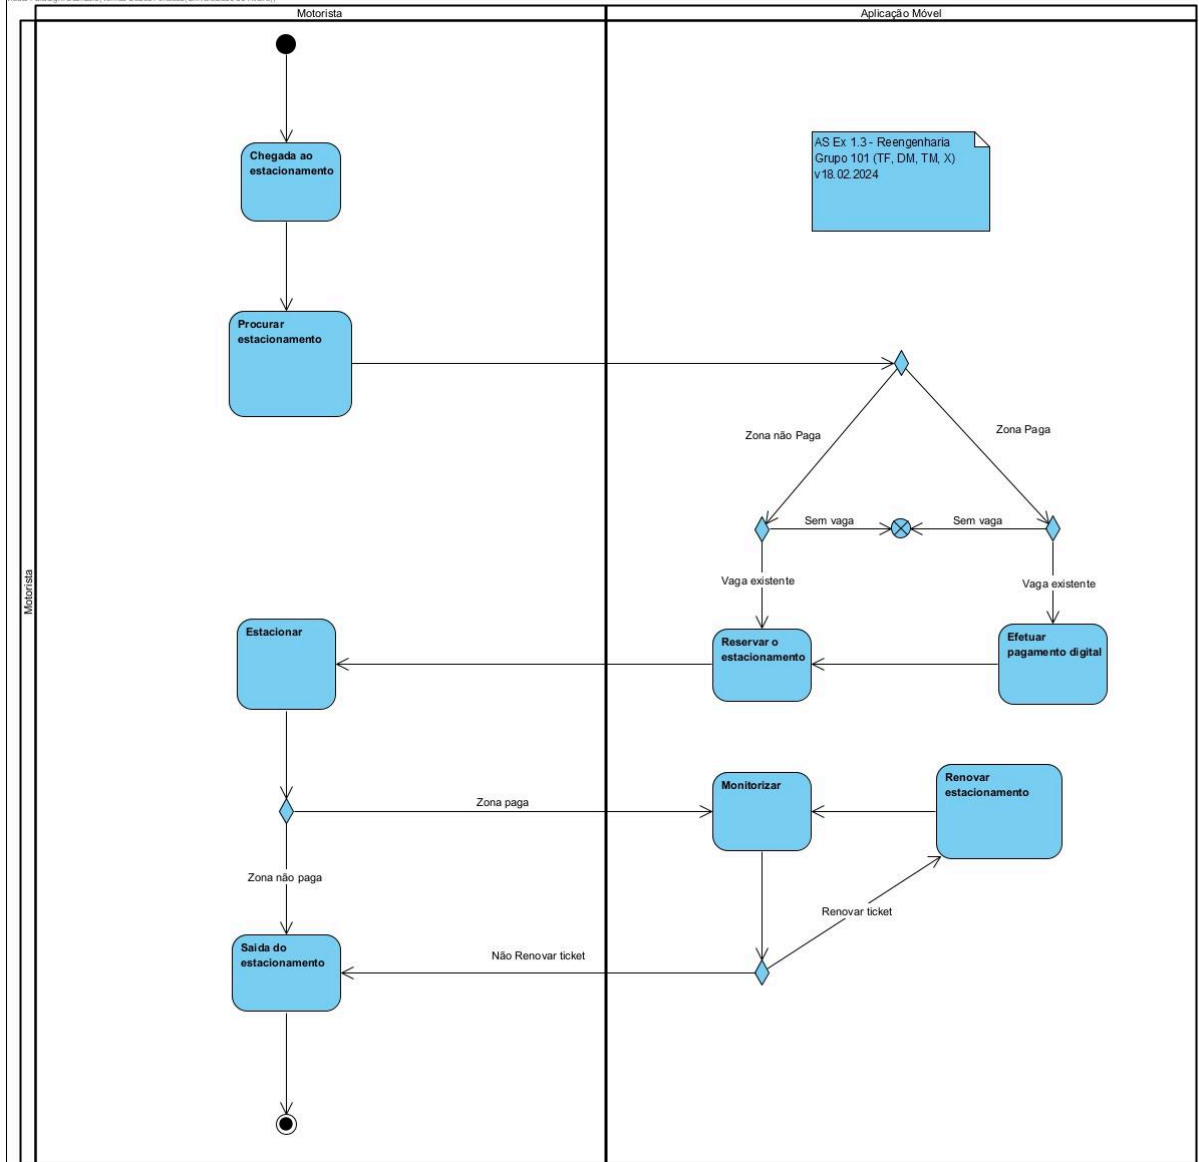 Motorista
Aplicação Móvel
Chegada ao
estacionamento
AS Ex 1.3 - Reengenharia
Grupo 101 (TF, DM, TM, X)
v18.02.2024
Procurar
estacionamento
Zona não Paga
Zona Paga
Sem vaga
Sem vaga
Vaga existente
Vaga existente
Motorista
Estacionar
Reservar o
estacionamento
Efetuar
pagamento digital
Monitorizar
Renovar
estacionamento
Zona paga
Zona não paga
Renovar ticket
Saida do
estacionamento
Não Renovar ticket